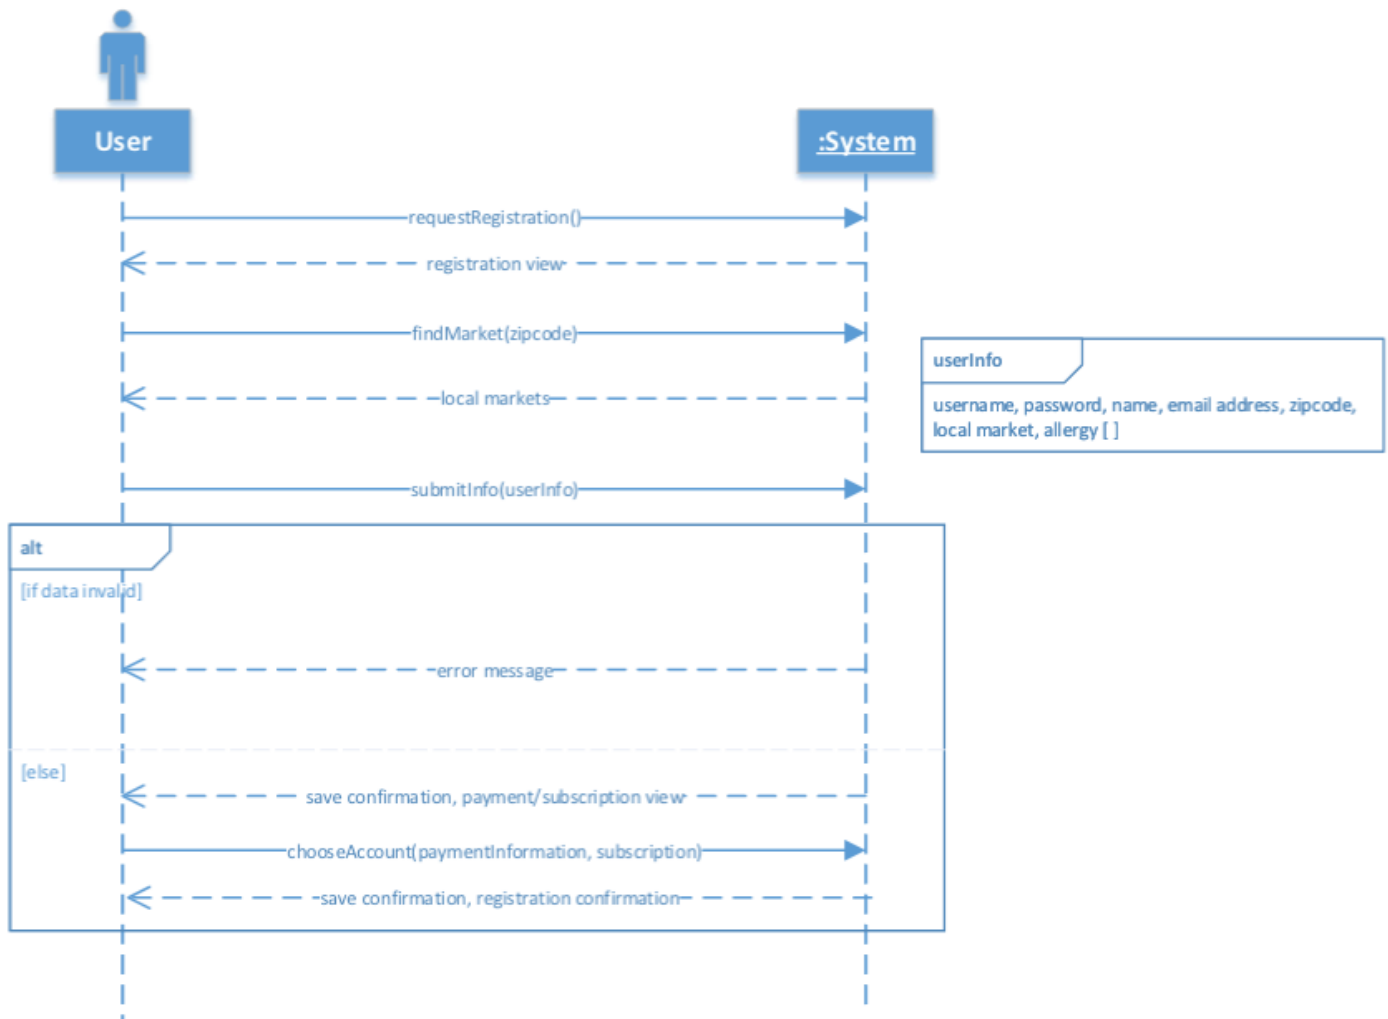 User
:System
requestRegistration()
registration view
findMarket(zipcode)
local markets
userInfo
username, password, name, email address, zipcode,
local market, allergy [ ]
submitInfo(userInfo)
alt
[if data invalid]
error message
[else]
save confirmation, payment/subscription view
chooseAccount(paymentInformation, subscription)
save confirmation, registration confirmation